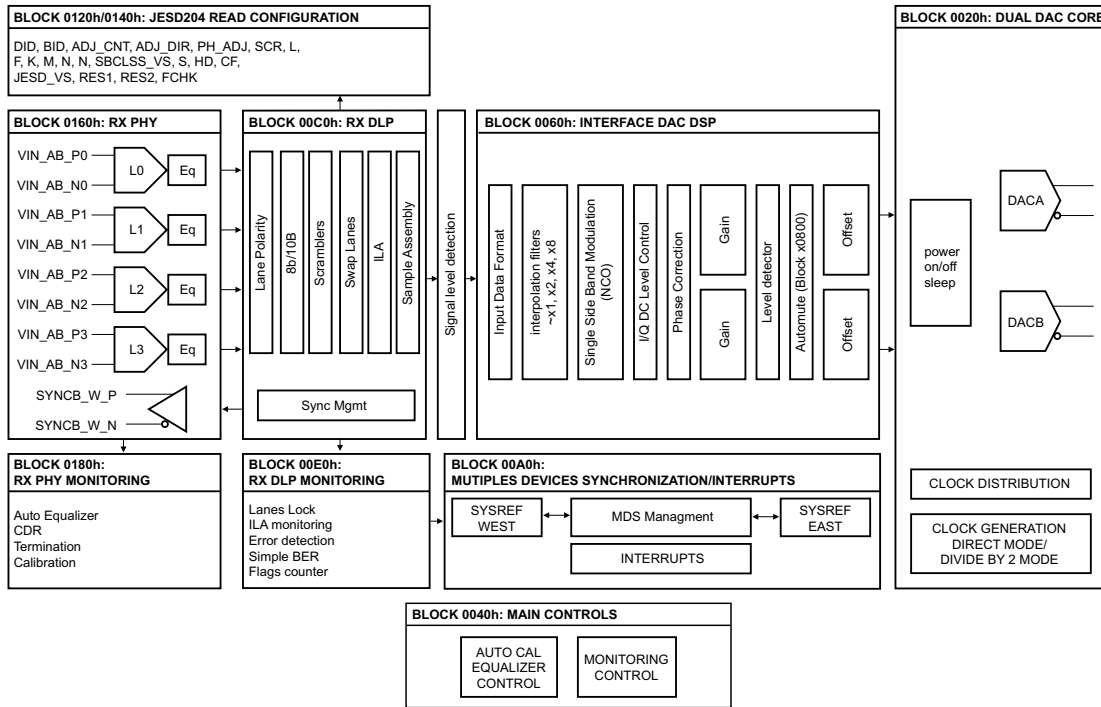 BLOCK 0120h/0140h: JESD204 READ CONFIGURATION
DID, BID, ADJ_CNT, ADJ_DIR, PH_ADJ, SCR, L,
F, K, M, N, N, SBCLSS_VS, S, HD, CF,
JESD_VS, RES1, RES2, FCHK
BLOCK 0160h: RX PHY
VIN_AB_P0
VIN_AB_N0
L0
Eq
VIN_AB_P1
VIN_AB_N1
L1
Eq
VIN_AB_P2
VIN_AB_N2
L2
Eq
VIN_AB_P3
VIN_AB_N3
L3
Eq
SYNCB_W_P
SYNCB_W_N
BLOCK 00C0h: RX DLP
Lane Polarity
8b/10B
Scramblers
Swap Lanes
ILA
Sample Assembly
Sync Mgmt
Signal level detection
BLOCK 0060h: INTERFACE DAC DSP
Input Data Format
interpolation filters
~x1, x2, x4, x8
Single Side Band Modulation
(NCO)
I/Q DC Level Control
Phase Correction
Gain
Gain
Level detector
Automute (Block x0800)
Offset
Offset
BLOCK 0020h: DUAL DAC CORE
power
on/off
sleep
DACA
DACB
CLOCK DISTRIBUTION
CLOCK GENERATION
DIRECT MODE/
DIVIDE BY 2 MODE
BLOCK 0180h:
RX PHY MONITORING
Auto Equalizer
CDR
Termination
Calibration
BLOCK 00E0h:
RX DLP MONITORING
Lanes Lock
ILA monitoring
Error detection
Simple BER
Flags counter
BLOCK 00A0h:
MUTIPLES DEVICES SYNCHRONIZATION/INTERRUPTS
SYSREF
WEST
MDS Managment
SYSREF
EAST
INTERRUPTS
BLOCK 0040h: MAIN CONTROLS
AUTO CAL
EQUALIZER
CONTROL
MONITORING
CONTROL